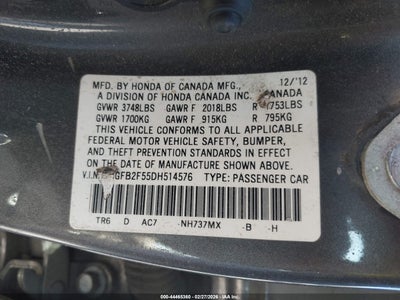 MFD. BY HONDA OF CANADA MFG., 12/'12
A DIVISION OF HONDA CANADA INC. CANADA
GVWR 3748LBS GAWR F 2018LBS R 1753LBS
GVWR 1700KG GAWR F 915KG R 795KG
THIS VEHICLE CONFORMS TO ALL APPLICABLE
FEDERAL MOTOR VEHICLE SAFETY, BUMPER,
AND THEFT PREVENTION STANDARDS IN EFFECT
ON THE DATE OF MANUFACTURE SHOWN ABOVE.
V.I.N. TYPE: PASSENGER CAR
TR6 D AC7 -NH737MX -B -H
000-44465360 - 02/27/2026 - IAAI